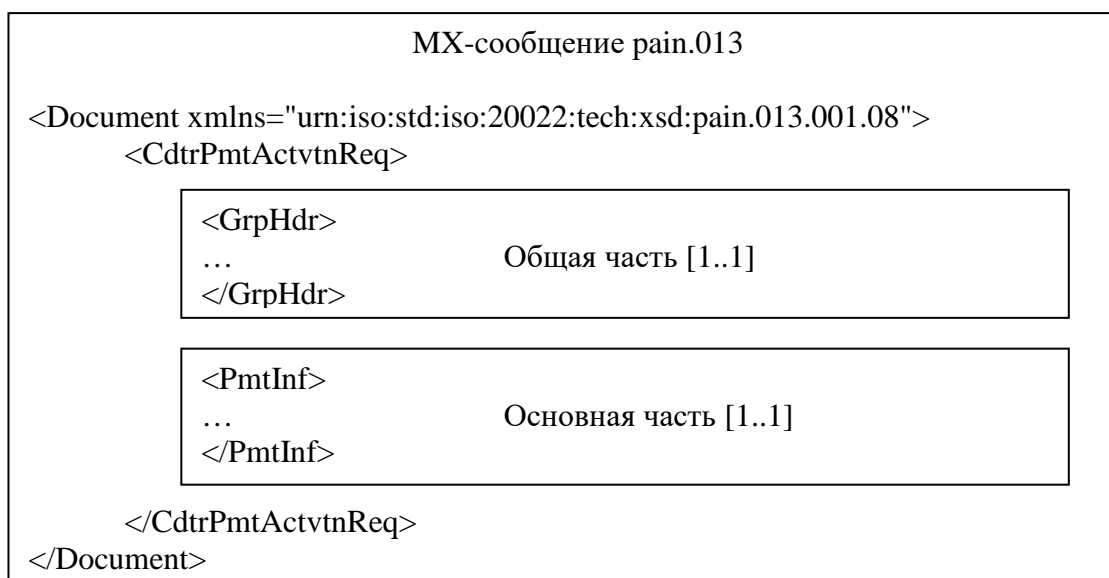 МХ-сообщение pain.013
<Document xmlns="urn:iso:std:iso:20022:tech:xsd:pain.013.001.08">
<CdtrPmtActvtnReq>
<GrpHdr>
… Общая часть [1..1]
</GrpHdr>
<PmtInf>
… Основная часть [1..1]
</PmtInf>
</CdtrPmtActvtnReq>
</Document>